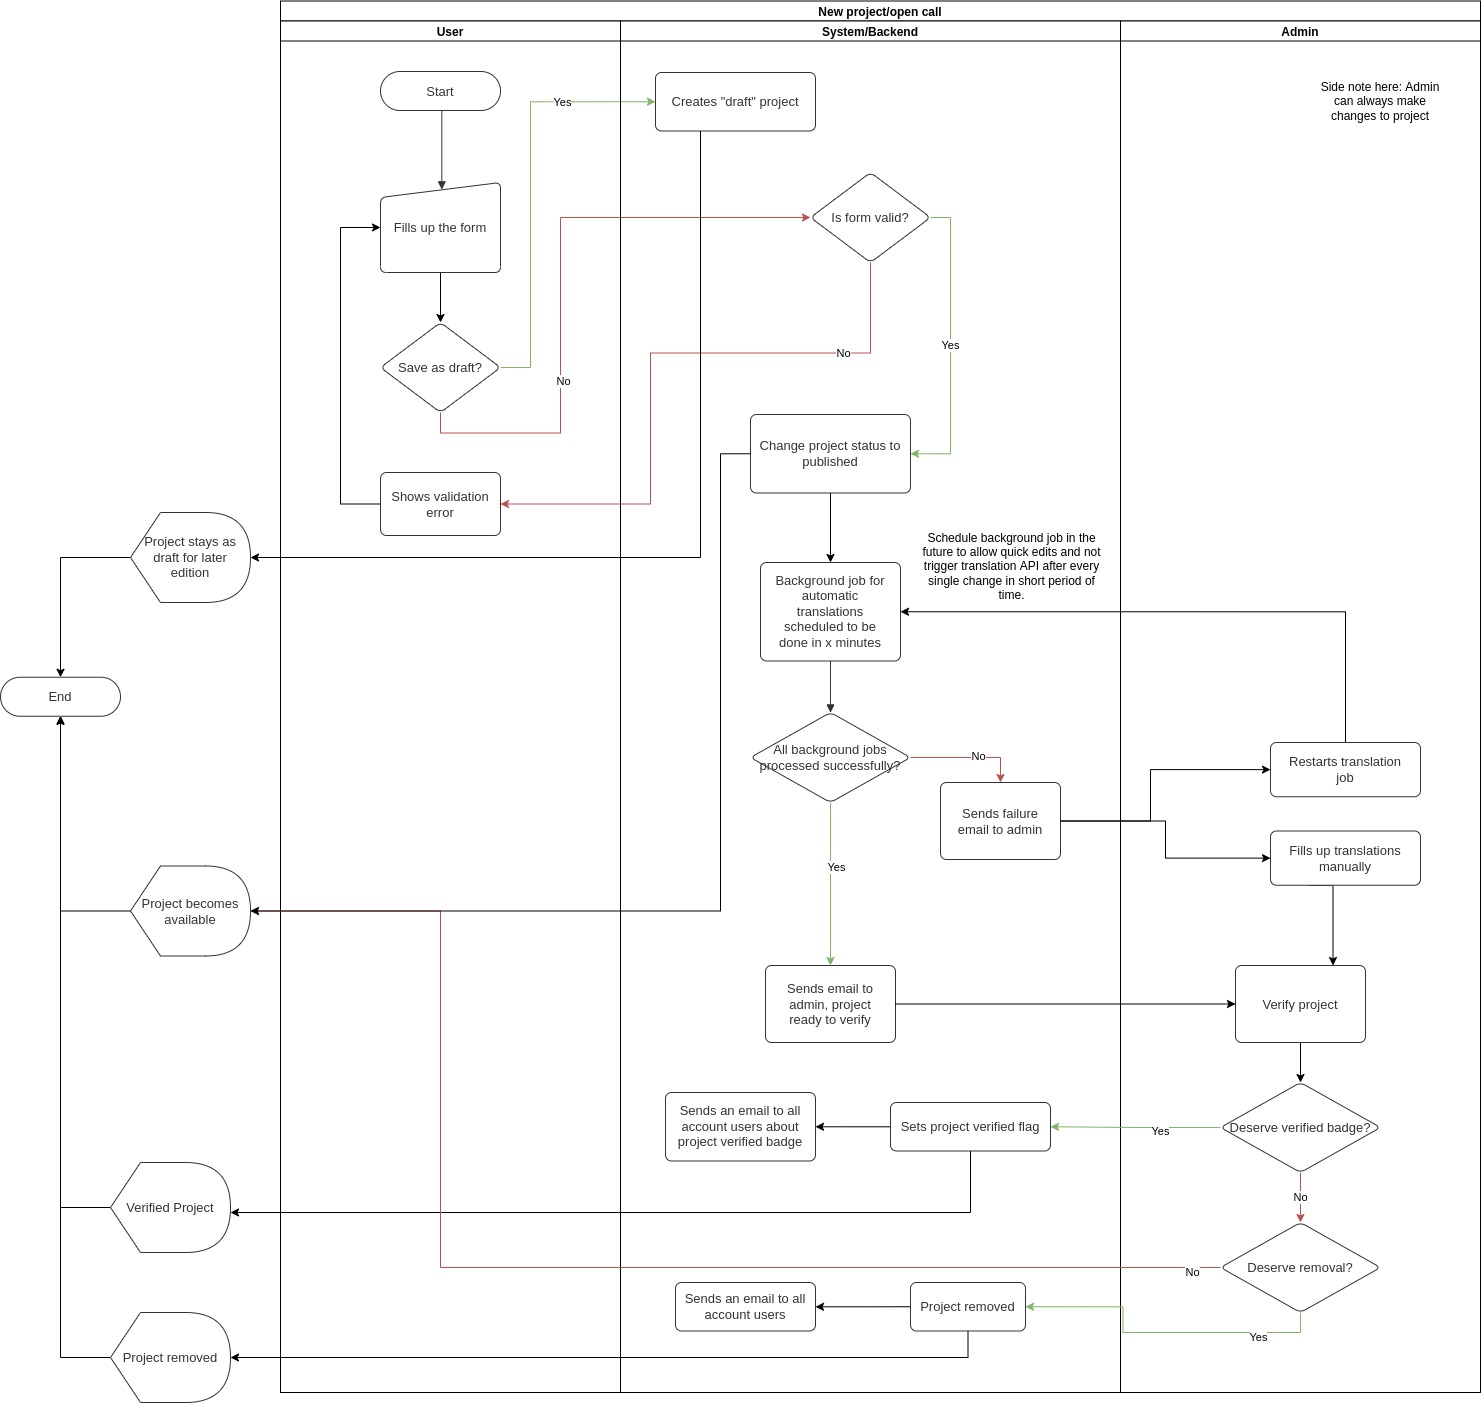 New project/open call
User
System/Backend
Admin
Start
Yes
Creates "draft" project
Side note here: Admin
can always make
changes to project
Fills up the form
Is form valid?
Save as draft?
No
No
Yes
Change project status to
published
Shows validation
error
Project stays as
draft for later
edition
Schedule background job in the
future to allow quick edits and not
trigger translation API after every
single change in short period of
time.
Background job for
automatic
translations
scheduled to be
done in x minutes
End
All background jobs
processed successfully?
No
Restarts translation
job
Sends failure
email to admin
Fills up translations
manually
Yes
Project becomes
available
Sends email to
admin, project
ready to verify
Verify project
Sends an email to all
account users about
project verified badge
Sets project verified flag
Yes
Deserve verified badge?
No
Verified Project
Deserve removal?
No
Sends an email to all
account users
Project removed
Yes
Project removed